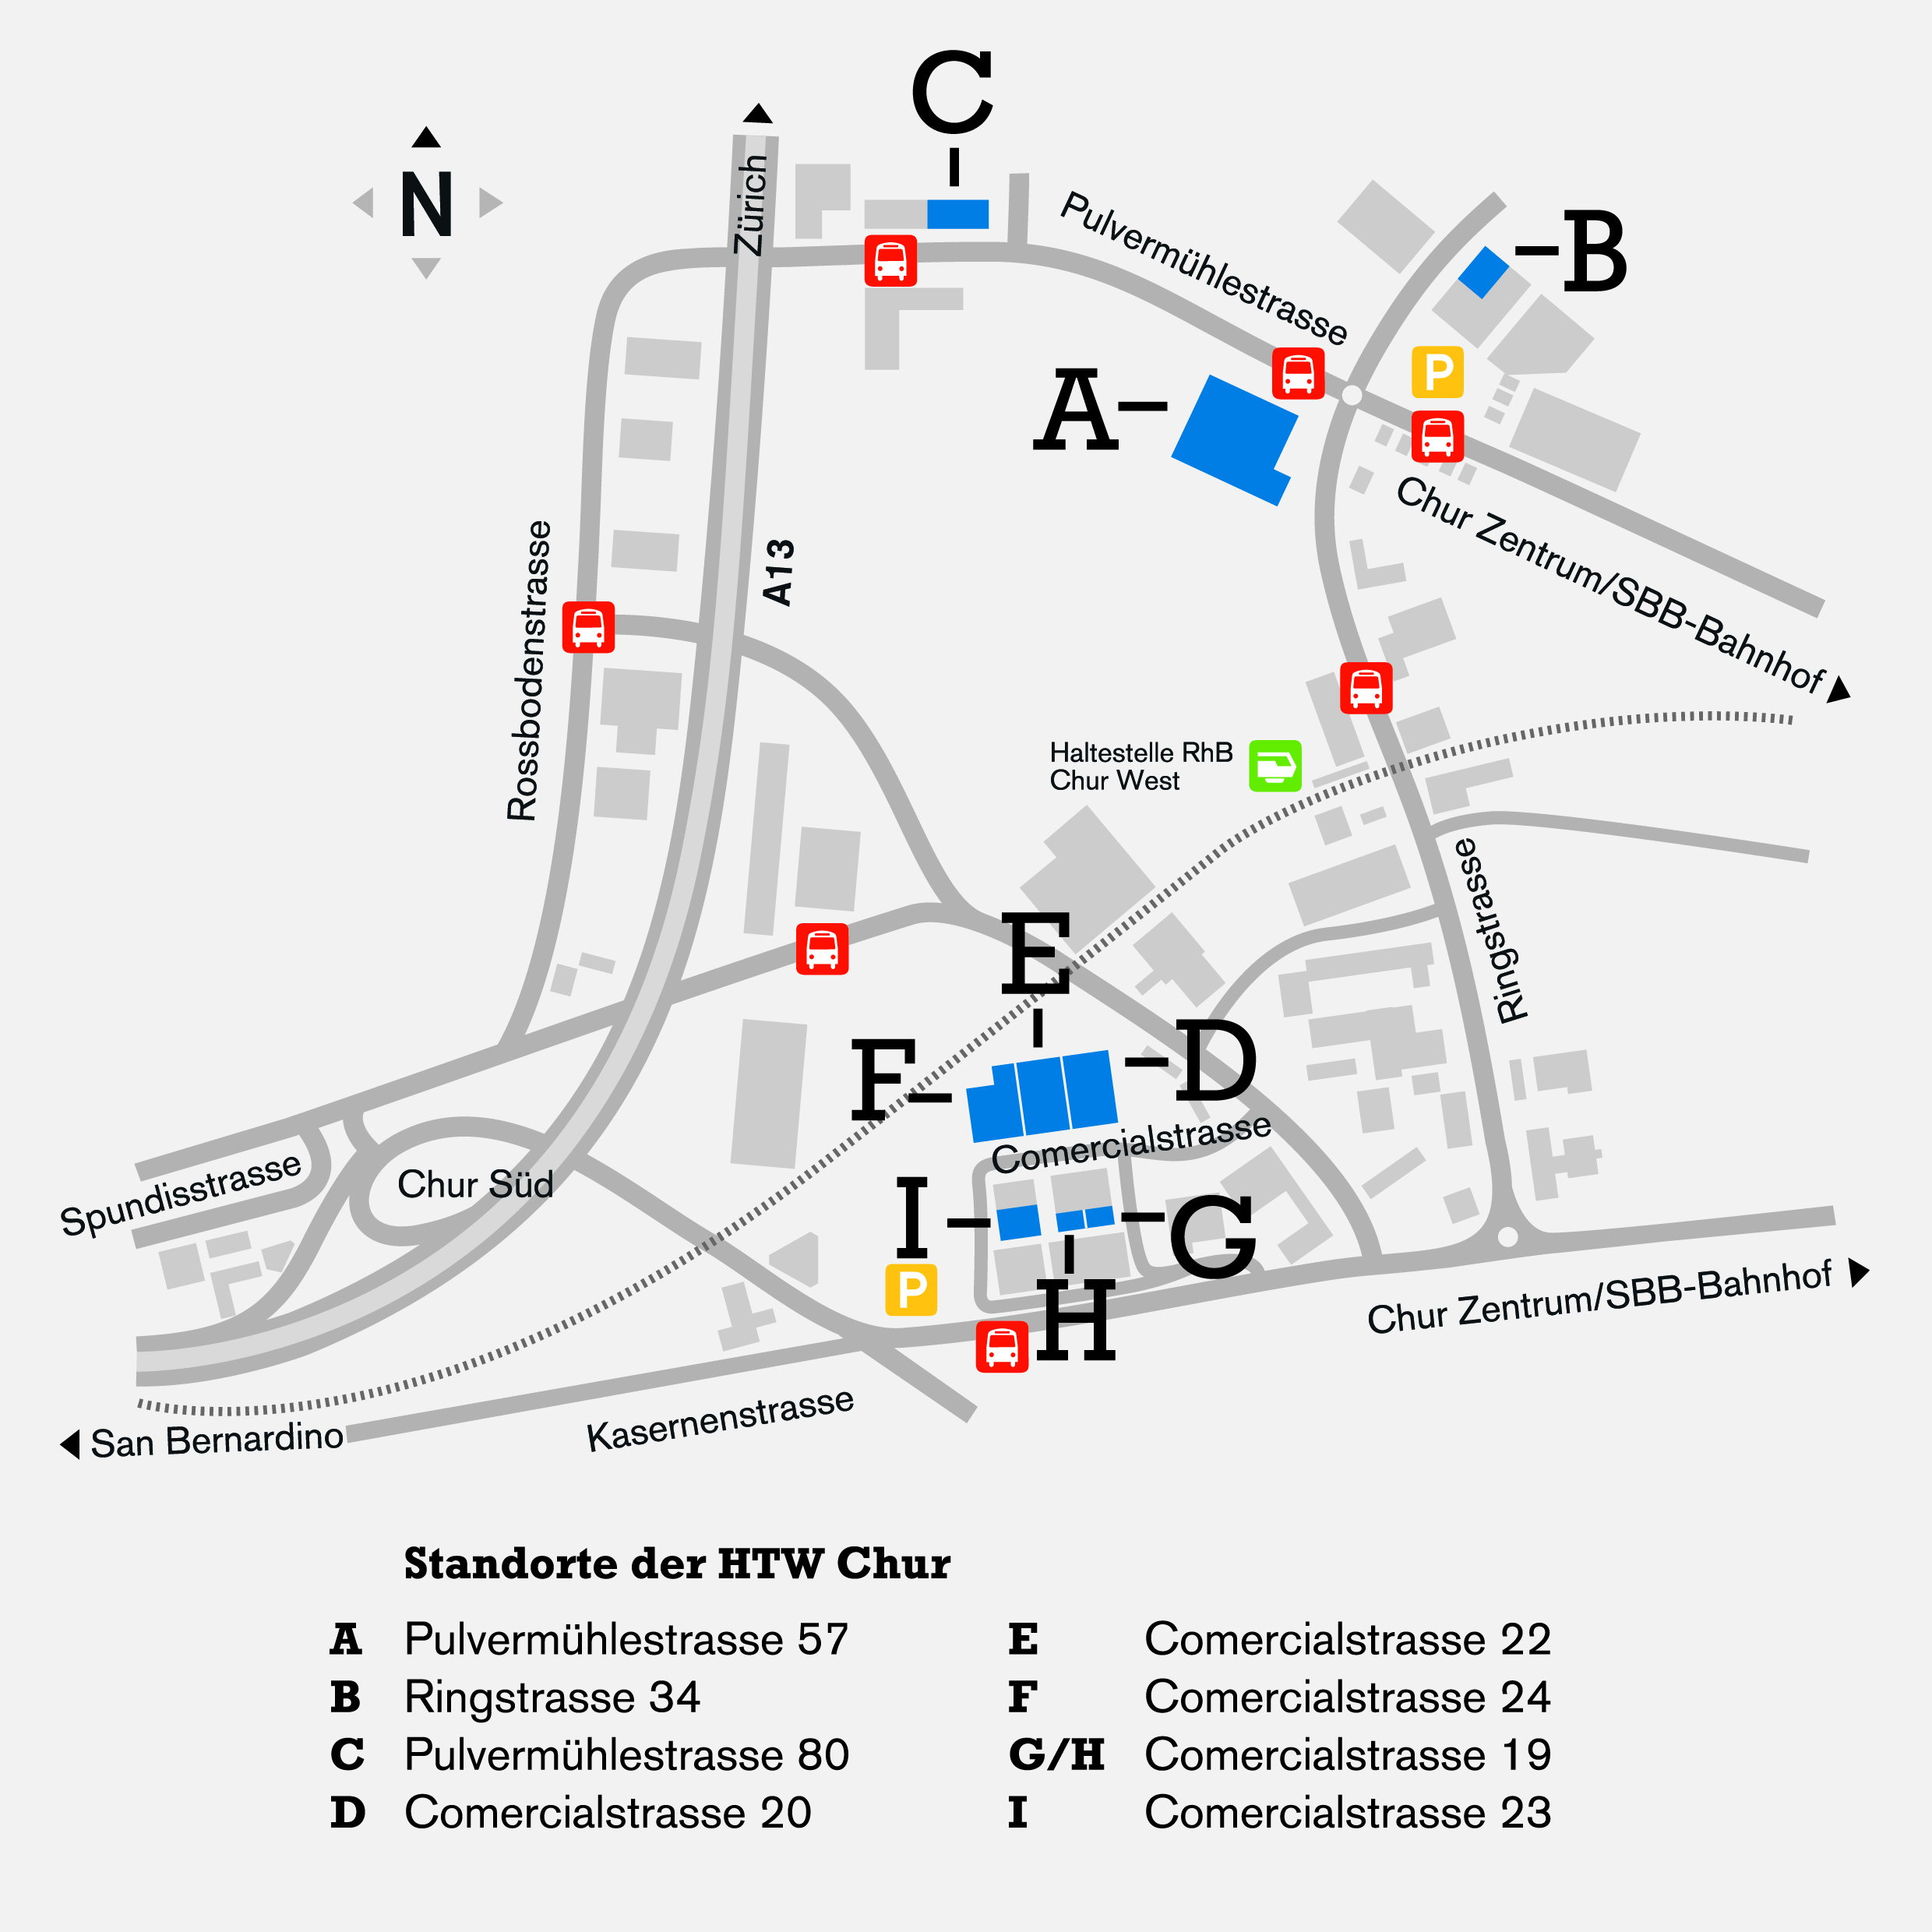 C
N
Zürich
Pulvermühlestrasse
B
A
P
Chur Zentrum/SBB-Bahnhof
A13
Rossbodenstrasse
Haltestelle RhB
Chur West
Ringstrasse
E
D
F
Comercialstrasse
Spundisstrasse
Chur Süd
I
G
P
H
Chur Zentrum/SBB-Bahnhof
San Bernardino
Kasernenstrasse
Standorte der HTW Chur
A Pulvermühlestrasse 57
B Ringstrasse 34
C Pulvermühlestrasse 80
D Comercialstrasse 20
E Comercialstrasse 22
F Comercialstrasse 24
G/H Comercialstrasse 19
I Comercialstrasse 23